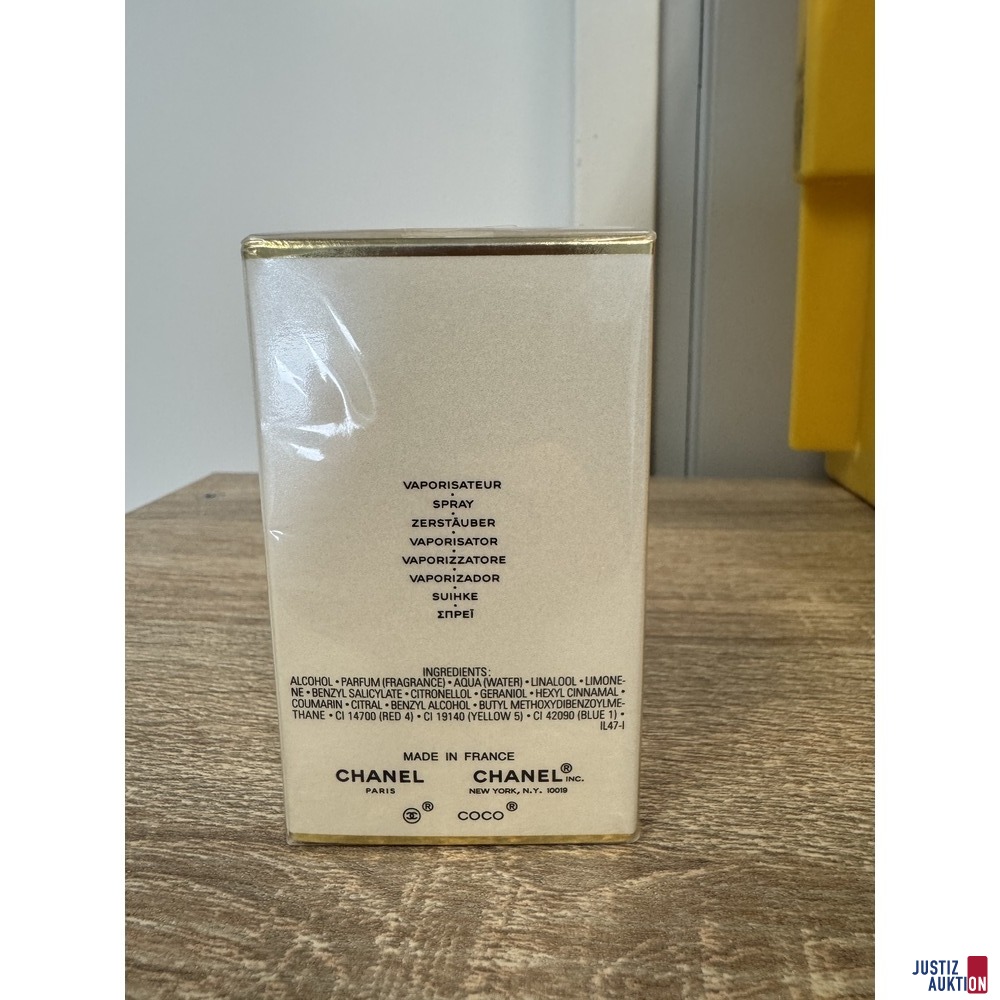 VAPORISATEUR
•
SPRAY
•
ZERSTÄUBER
•
VAPORISATOR
•
VAPORIZZATORE
•
VAPORIZADOR
•
SUIHKE
•
ΣΠΡΕΪ
INGREDIENTS:
ALCOHOL • PARFUM (FRAGRANCE) • AQUA (WATER) • LINALOOL • LIMONE-
NE • BENZYL SALICYLATE • CITRONELLOL • GERANIOL • HEXYL CINNAMAL •
COUMARIN • CITRAL • BENZYL ALCOHOL • BUTYL METHOXYDIBENZOYLME-
THANE • CI 14700 (RED 4) • CI 19140 (YELLOW 5) • CI 42090 (BLUE 1) •
IL47-I
MADE IN FRANCE
CHANEL CHANEL® INC.
PARIS NEW YORK, N.Y. 10019
® COCO®
JUSTIZ
AUKTION